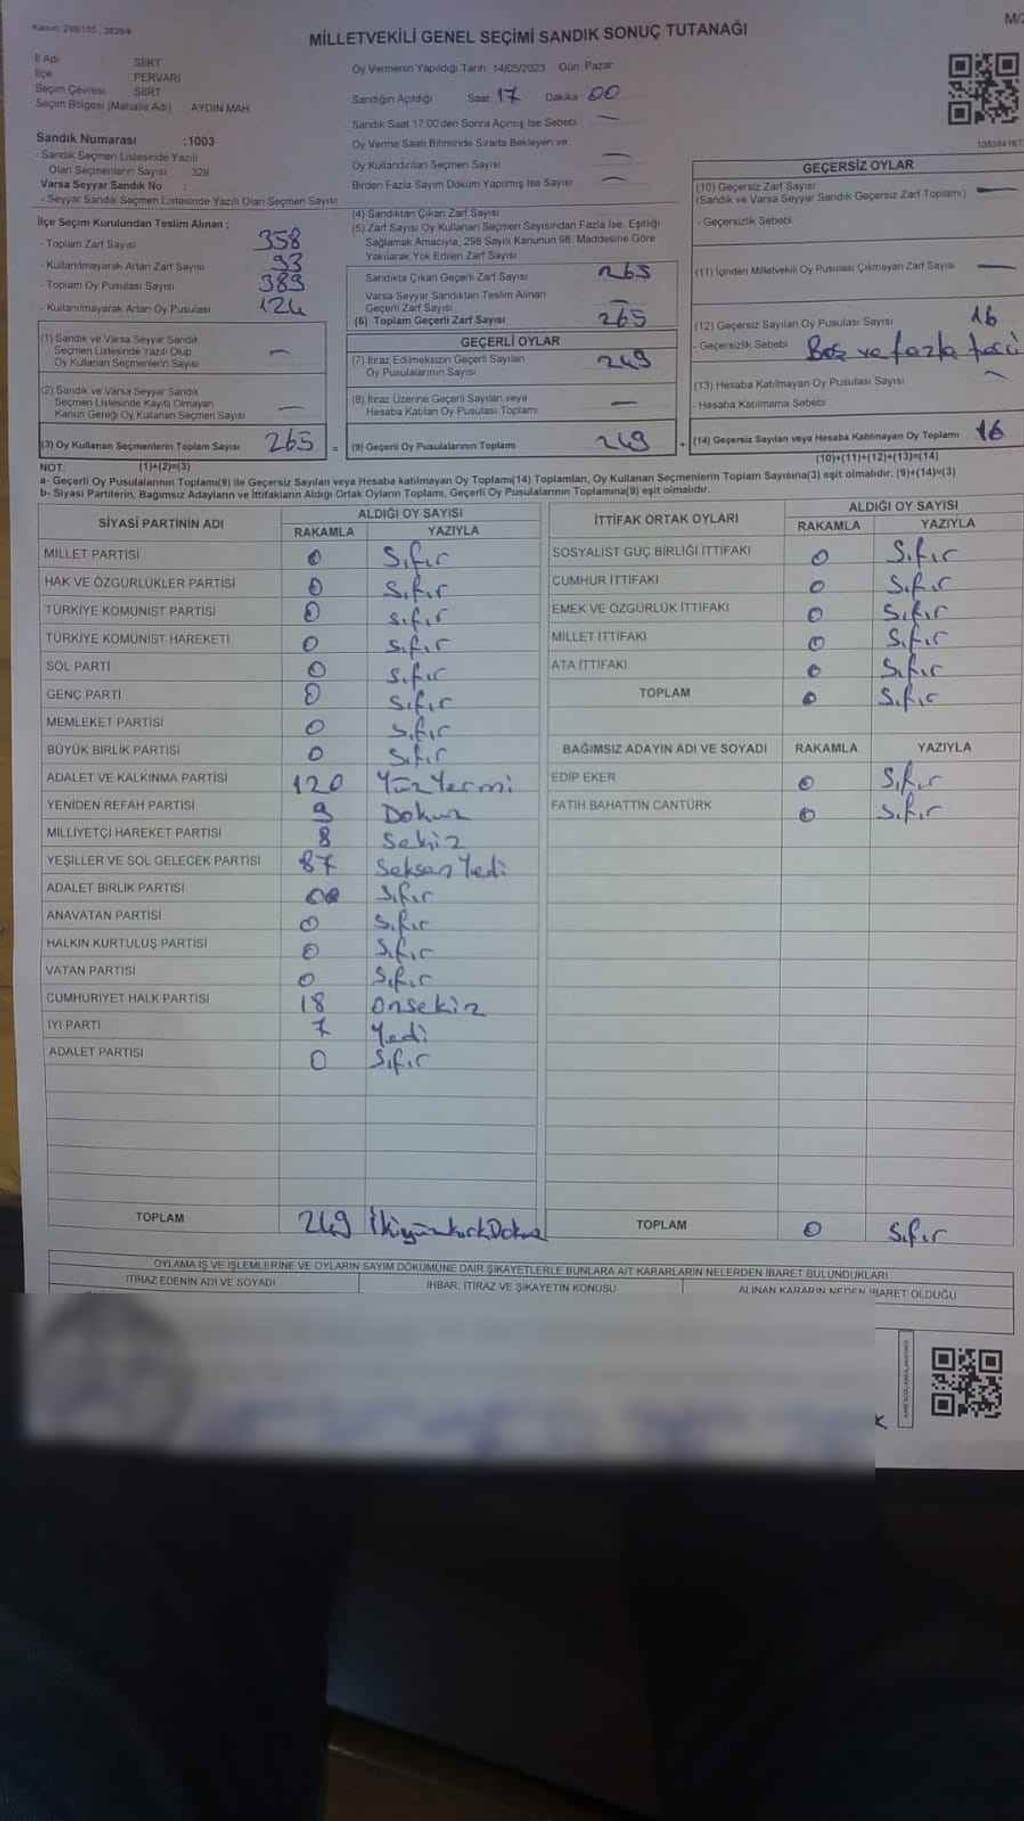 MİLLETVEKİLİ GENEL SEÇİMİ SANDIK SONUÇ TUTANAĞI
İl Adı SİİRT
İlçe PERVARİ
Seçim Çevresi SİİRT
Seçim Bölgesi (Mahalle Adı) AYDIN MAH.
Sandık Numarası :1003
- Sandık Seçmen Listesinde Yazılı
Olan Seçmenlerin Sayısı 328
Varsa Seyyar Sandık No :
- Seyyar Sandık Seçmen Listesinde Yazılı Olan Seçmen Sayısı
Oy Vermenin Yapıldığı Tarih :14/05/2023 Gün :Pazar
Sandığın Açıldığı Saat 17 Dakika 00
Sandık Saat 17:00'den Sonra Açılmış İse Sebebi —
Oy Verme Saati Bitiminde Sırada Bekleyen ve
Oy Kullandırılan Seçmen Sayısı —
Birden Fazla Sayım Döküm Yapılmış İse Sayısı —
İlçe Seçim Kurulundan Teslim Alınan :
- Toplam Zarf Sayısı 358
- Kullanılmayarak Artan Zarf Sayısı 93
- Toplam Oy Pusulası Sayısı 389
- Kullanılmayarak Artan Oy Pusulası 124
(4) Sandıktan Çıkan Zarf Sayısı
(5) Zarf Sayısı Oy Kullanan Seçmen Sayısından Fazla İse, Eşitliği
Sağlamak Amacıyla, 298 Sayılı Kanunun 98. Maddesine Göre
Yakılarak Yok Edilen Zarf Sayısı
Sandıkta Çıkan Geçerli Zarf Sayısı 265
Varsa Seyyar Sandıktan Teslim Alınan
Geçerli Zarf Sayısı —
(6) Toplam Geçerli Zarf Sayısı 265
GEÇERSİZ OYLAR
(10) Geçersiz Zarf Sayısı
(Sandık ve Varsa Seyyar Sandık Geçersiz Zarf Toplamı) —
- Geçersizlik Sebebi
(11) İçinden Milletvekili Oy Pusulası Çıkmayan Zarf Sayısı —
(12) Geçersiz Sayılan Oy Pusulası Sayısı 16
- Geçersizlik Sebebi Boş ve fazla
(13) Hesaba Katılmayan Oy Pusulası Sayısı —
- Hesaba Katılmama Sebebi
(14) Geçersiz Sayılan veya Hesaba Katılmayan Oy Toplamı 16
(10)+(11)+(12)+(13)=(14)
(1) Sandık ve Varsa Seyyar Sandık
Seçmen Listesinde Yazılı Olup
Oy Kullanan Seçmenlerin Sayısı —
(2) Sandık ve Varsa Seyyar Sandık
Seçmen Listesinde Kayıtlı Olmayan
Kanun Gereği Oy Kullanan Seçmen Sayısı —
(3) Oy Kullanan Seçmenlerin Toplam Sayısı 265 =
(1)+(2)=(3)
GEÇERLİ OYLAR
(7) İtiraz Edilmeksizin Geçerli Sayılan
Oy Pusulalarının Sayısı 249
(8) İtiraz Üzerine Geçerli Sayılan veya
Hesaba Katılan Oy Pusulası Toplamı —
(9) Geçerli Oy Pusulalarının Toplamı 249 +
NOT:
a- Geçerli Oy Pusulalarının Toplamı(9) ile Geçersiz Sayılan veya Hesaba katılmayan Oy Toplamı(14) Toplamları, Oy Kullanan Seçmenlerin Toplam Sayısına(3) eşit olmalıdır. (9)+(14)=(3)
b- Siyasi Partilerin, Bağımsız Adayların ve İttifakların Aldığı Ortak Oyların Toplamı, Geçerli Oy Pusulalarının Toplamına(9) eşit olmalıdır.
SİYASİ PARTİNİN ADI ALDIĞI OY SAYISI
RAKAMLA YAZIYLA
MİLLET PARTİSİ 0 Sıfır
HAK VE ÖZGÜRLÜKLER PARTİSİ 0 Sıfır
TÜRKİYE KOMÜNİST PARTİSİ 0 Sıfır
TÜRKİYE KOMÜNİST HAREKETİ 0 Sıfır
SOL PARTİ 0 Sıfır
GENÇ PARTİ 0 Sıfır
MEMLEKET PARTİSİ 0 Sıfır
BÜYÜK BİRLİK PARTİSİ 0 Sıfır
ADALET VE KALKINMA PARTİSİ 120 Yüz Yermi
YENİDEN REFAH PARTİSİ 9 Dokuz
MİLLİYETÇİ HAREKET PARTİSİ 8 Sekiz
YEŞİLLER VE SOL GELECEK PARTİSİ 87 Seksen Yedi
ADALET BİRLİK PARTİSİ 00 Sıfır
ANAVATAN PARTİSİ 0 Sıfır
HALKIN KURTULUŞ PARTİSİ 0 Sıfır
VATAN PARTİSİ 0 Sıfır
CUMHURİYET HALK PARTİSİ 18 Onsekiz
İYİ PARTİ 7 Yedi
ADALET PARTİSİ 0 Sıfır
TOPLAM 249 İkiyüzkırkDokuz
İTTİFAK ORTAK OYLARI ALDIĞI OY SAYISI
RAKAMLA YAZIYLA
SOSYALİST GÜÇ BİRLİĞİ İTTİFAKI 0 Sıfır
CUMHUR İTTİFAKI 0 Sıfır
EMEK VE ÖZGÜRLÜK İTTİFAKI 0 Sıfır
MİLLET İTTİFAKI 0 Sıfır
ATA İTTİFAKI 0 Sıfır
TOPLAM 0 Sıfır
BAĞIMSIZ ADAYIN ADI VE SOYADI RAKAMLA YAZIYLA
EDİP EKER 0 Sıfır
FATİH BAHATTİN CANTÜRK 0 Sıfır
TOPLAM 0 Sıfır
OYLAMA İŞ VE İŞLEMLERİNE VE OYLARIN SAYIM DÖKÜMÜNE DAİR ŞİKAYETLERLE BUNLARA AİT KARARLARIN NELERDEN İBARET BULUNDUKLARI
İTİRAZ EDENİN ADI VE SOYADI İHBAR, İTİRAZ VE ŞİKAYETİN KONUSU ALINAN KARARIN NEDEN İBARET OLDUĞU